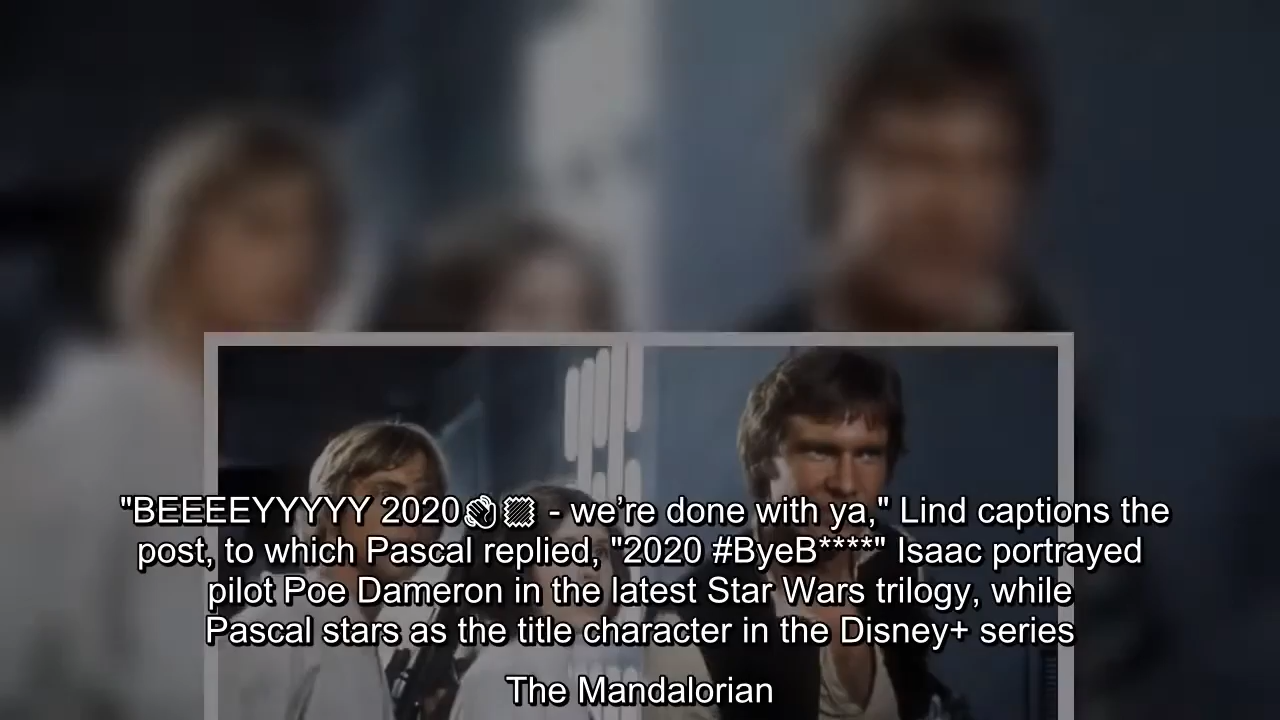 "BEEEEYYYYY 2020👋🏽 - we’re done with ya," Lind captions the
post, to which Pascal replied, "2020 #ByeB****" Isaac portrayed
pilot Poe Dameron in the latest Star Wars trilogy, while
Pascal stars as the title character in the Disney+ series
The Mandalorian